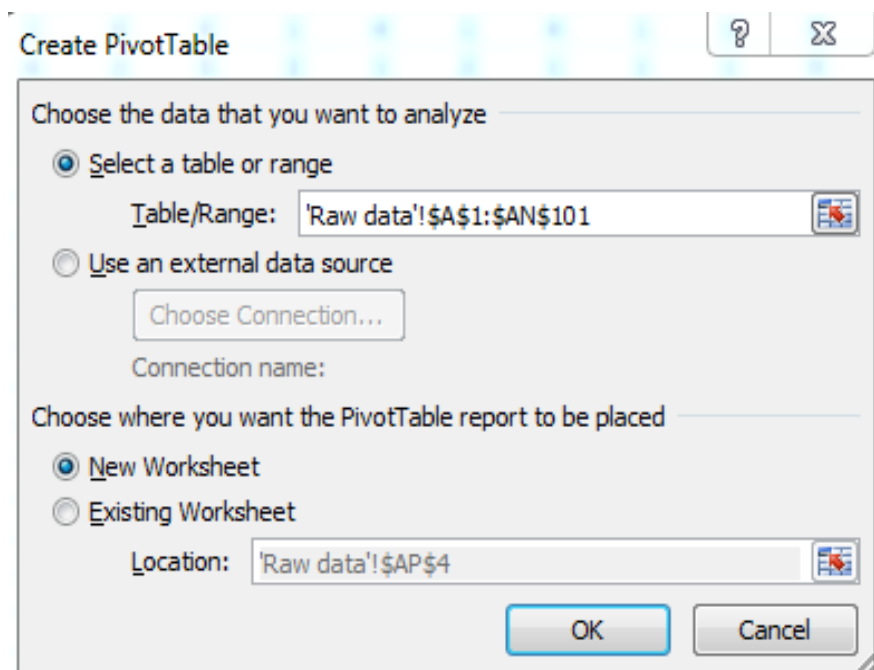 Create PivotTable
Choose the data that you want to analyze
Select a table or range
Table/Range: 'Raw data'!$A$1:$AN$101
Use an external data source
Choose Connection...
Connection name:
Choose where you want the PivotTable report to be placed
New Worksheet
Existing Worksheet
Location: 'Raw data'!$AP$4
OK Cancel